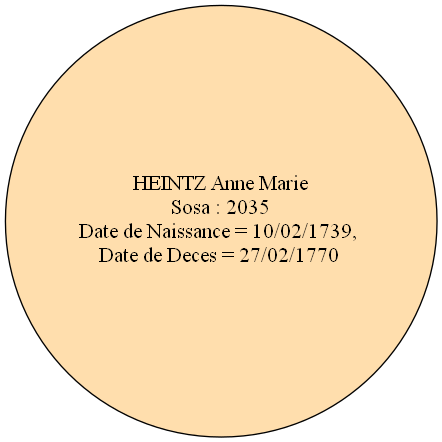 HEINTZ Anne Marie
Sosa : 2035
Date de Naissance = 10/02/1739,
Date de Deces = 27/02/1770